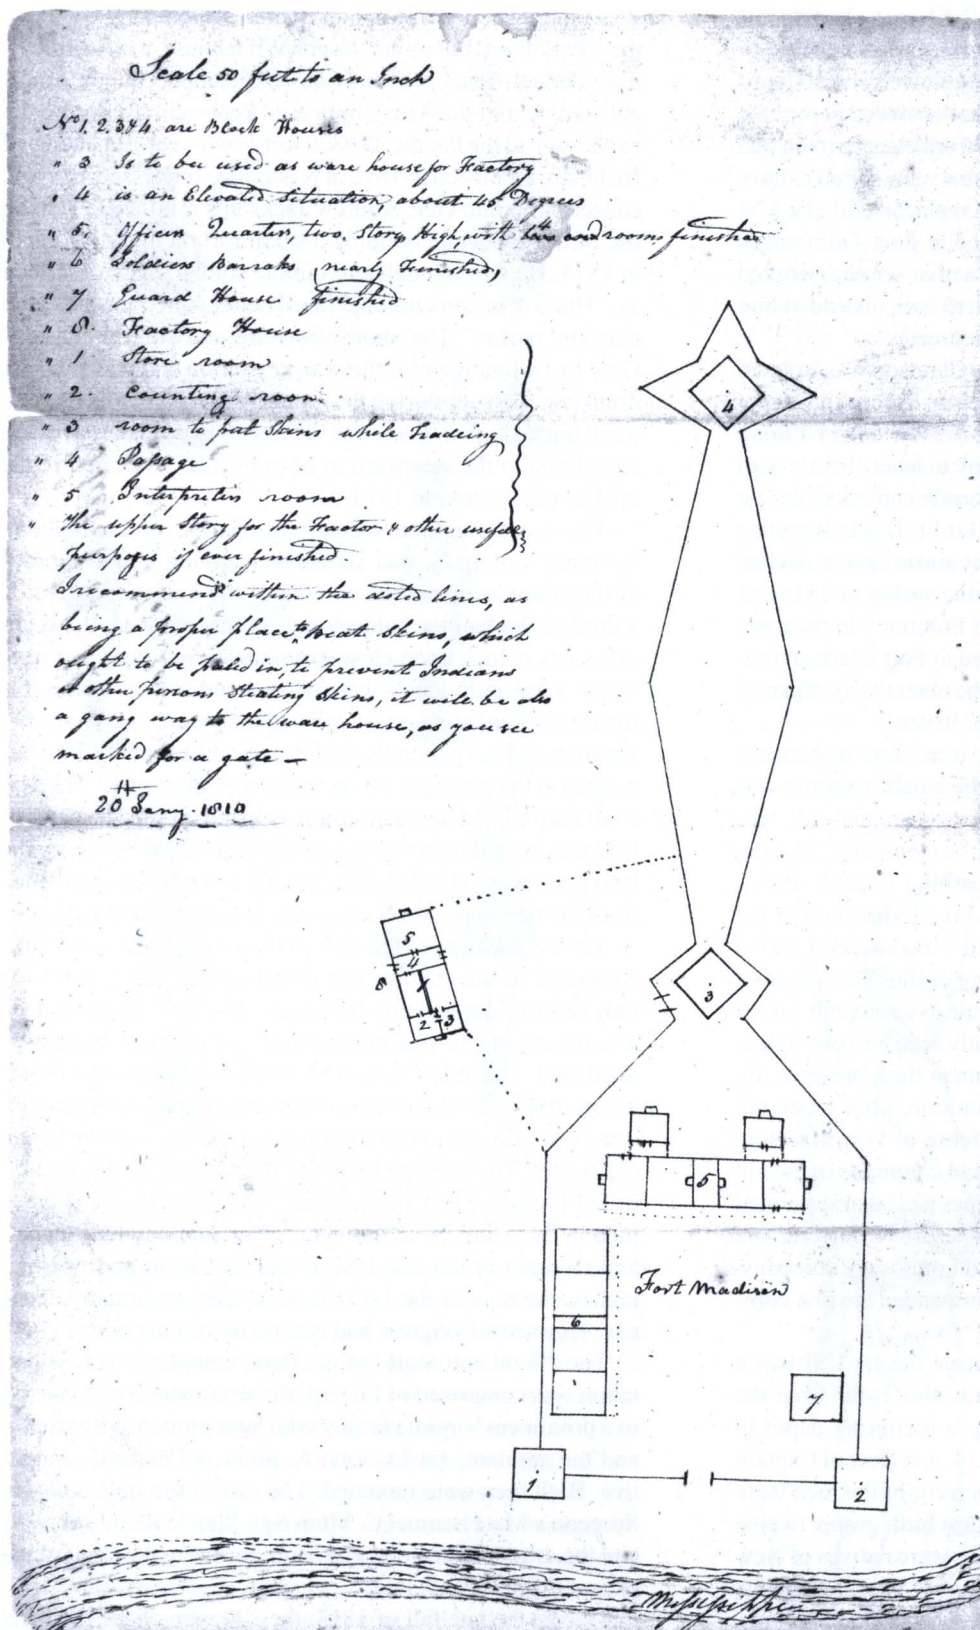 Scale 50 feet to an Inch
No 1. 2. 3 & 4. are Block Houses
" 3 Is to be used as ware house for Factory
" 4 is an Elevated Situation, about 45 Degrees
" 5. Officers Quarters, two Storys High, with and rooms finished
" 6 Soldiers Barraks, nearly Finished,
" 7 Guard House finished
" 8. Factory House
" 1. Store room
" 2. Counting room
" 3 room to put Skins while Tradeing
" 4 Passage
" 5 Interpreters room
" The upper Story for the Factor & other usefull
purposes if ever finished.
I recommend within the doted lines, as
being a proper place to Beat Skins, which
ought to be in, to prevent Indians
& other persons Stealing Skins, it will be also
a gang way to the ware house, as you see
marked for a gate —
20th Jany. 1810
4
5
4
8
2
1
3
3
5
Fort Madison
6
7
1
2
Mississippi